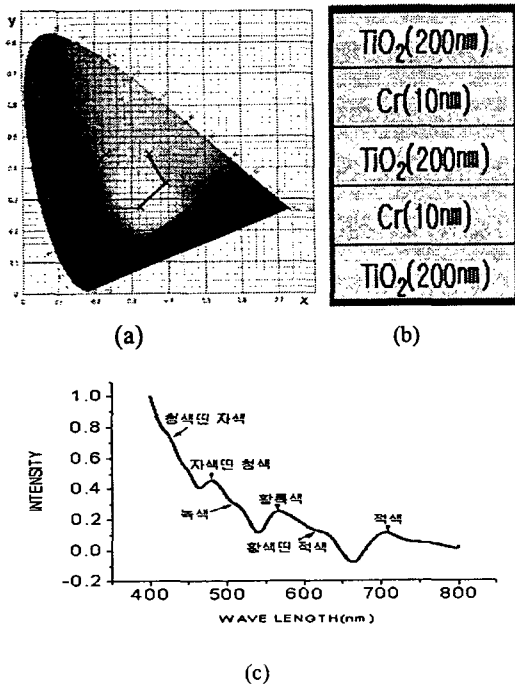 y
x
(a)
TiO₂(200nm)
Cr(10nm)
TiO₂(200nm)
Cr(10nm)
TiO₂(200nm)
(b)
INTENSITY
1.0
0.8
0.6
0.4
0.2
0.0
-0.2
청색띤 자색
자색띤 청색
녹색
황록색
황색띤 적색
적색
400 500 600 700 800
WAVE LENGTH(nm)
(c)